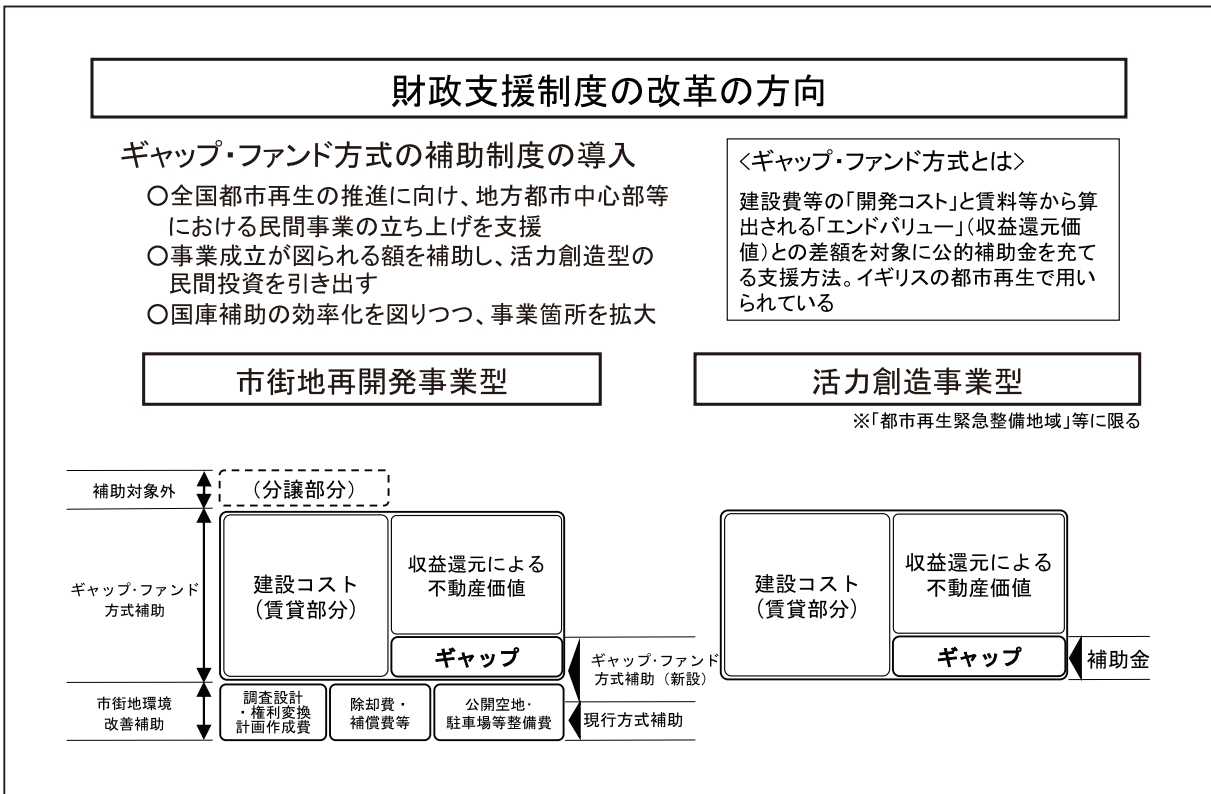 財政支援制度の改革の方向
ギャップ・ファンド方式の補助制度の導入
○全国都市再生の推進に向け、地方都市中心部等
における民間事業の立ち上げを支援
○事業成立が図られる額を補助し、活力創造型の
民間投資を引き出す
○国庫補助の効率化を図りつつ、事業箇所を拡大
<ギャップ・ファンド方式とは>
建設費等の「開発コスト」と賃料等から算
出される「エンドバリュー」(収益還元価
値)との差額を対象に公的補助金を充て
る支援方法。イギリスの都市再生で用い
られている
市街地再開発事業型
補助対象外
(分譲部分)
ギャップ・ファンド
方式補助
建設コスト
(賃貸部分)
収益還元による
不動産価値
ギャップ
ギャップ・ファンド
方式補助(新設)
市街地環境
改善補助
調査設計
・権利変換
計画作成費
除却費・
補償費等
公開空地・
駐車場等整備費
現行方式補助
活力創造事業型
※「都市再生緊急整備地域」等に限る
建設コスト
(賃貸部分)
収益還元による
不動産価値
ギャップ
補助金